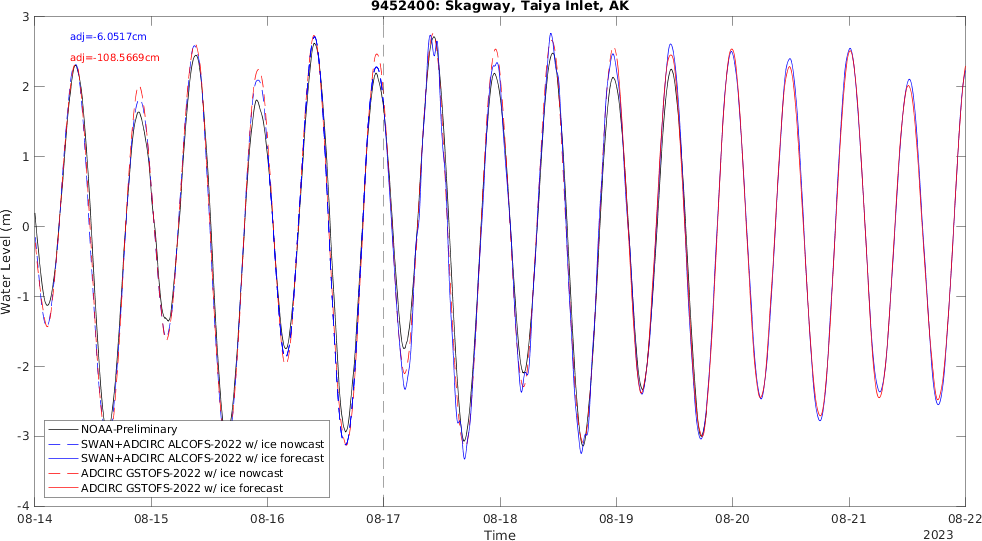 9452400: Skagway, Taiya Inlet, AK
adj=-6.0517cm
adj=-108.5669cm
Water Level (m)
3
2
1
0
-1
-2
-3
-4
NOAA-Preliminary
SWAN+ADCIRC ALCOFS-2022 w/ ice nowcast
SWAN+ADCIRC ALCOFS-2022 w/ ice forecast
ADCIRC GSTOFS-2022 w/ ice nowcast
ADCIRC GSTOFS-2022 w/ ice forecast
08-14 08-15 08-16 08-17 08-18 08-19 08-20 08-21 08-22
Time
2023